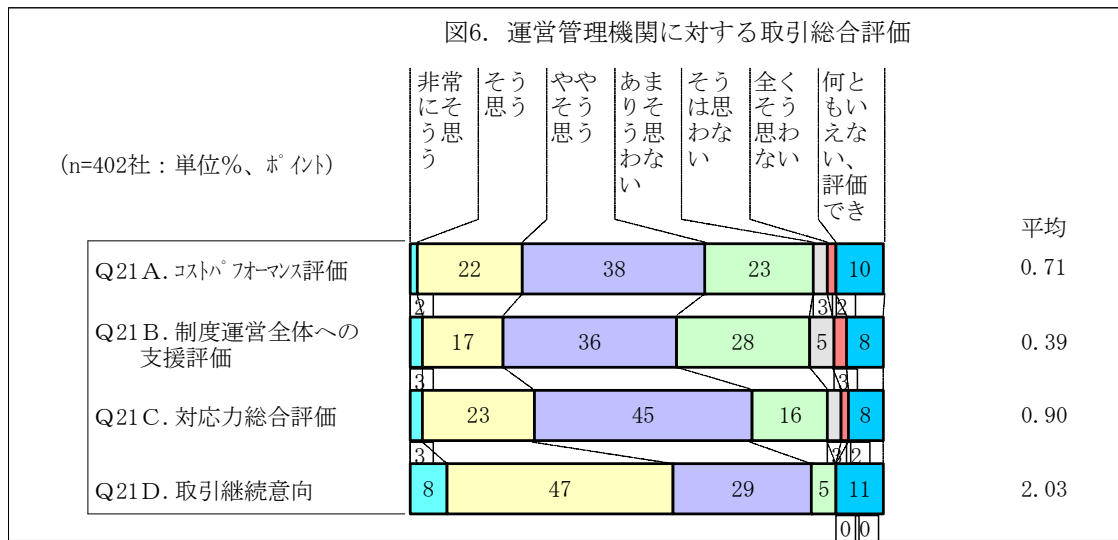 図6. 運営管理機関に対する取引総合評価
非常にそう思う
そう思う
ややそう思う
あまりそう思わない
そうは思わない
全くそう思わない
何ともいえない、評価でき
(n=402社：単位％、ポイント)
平均
Q21A. コストパフォーマンス評価 22 38 23 10 0.71
2 3 2
Q21B. 制度運営全体への 17 36 28 5 8 0.39
支援評価
3 3
Q21C. 対応力総合評価 23 45 16 8 0.90
3 3 2
Q21D. 取引継続意向 8 47 29 5 11 2.03
0 0